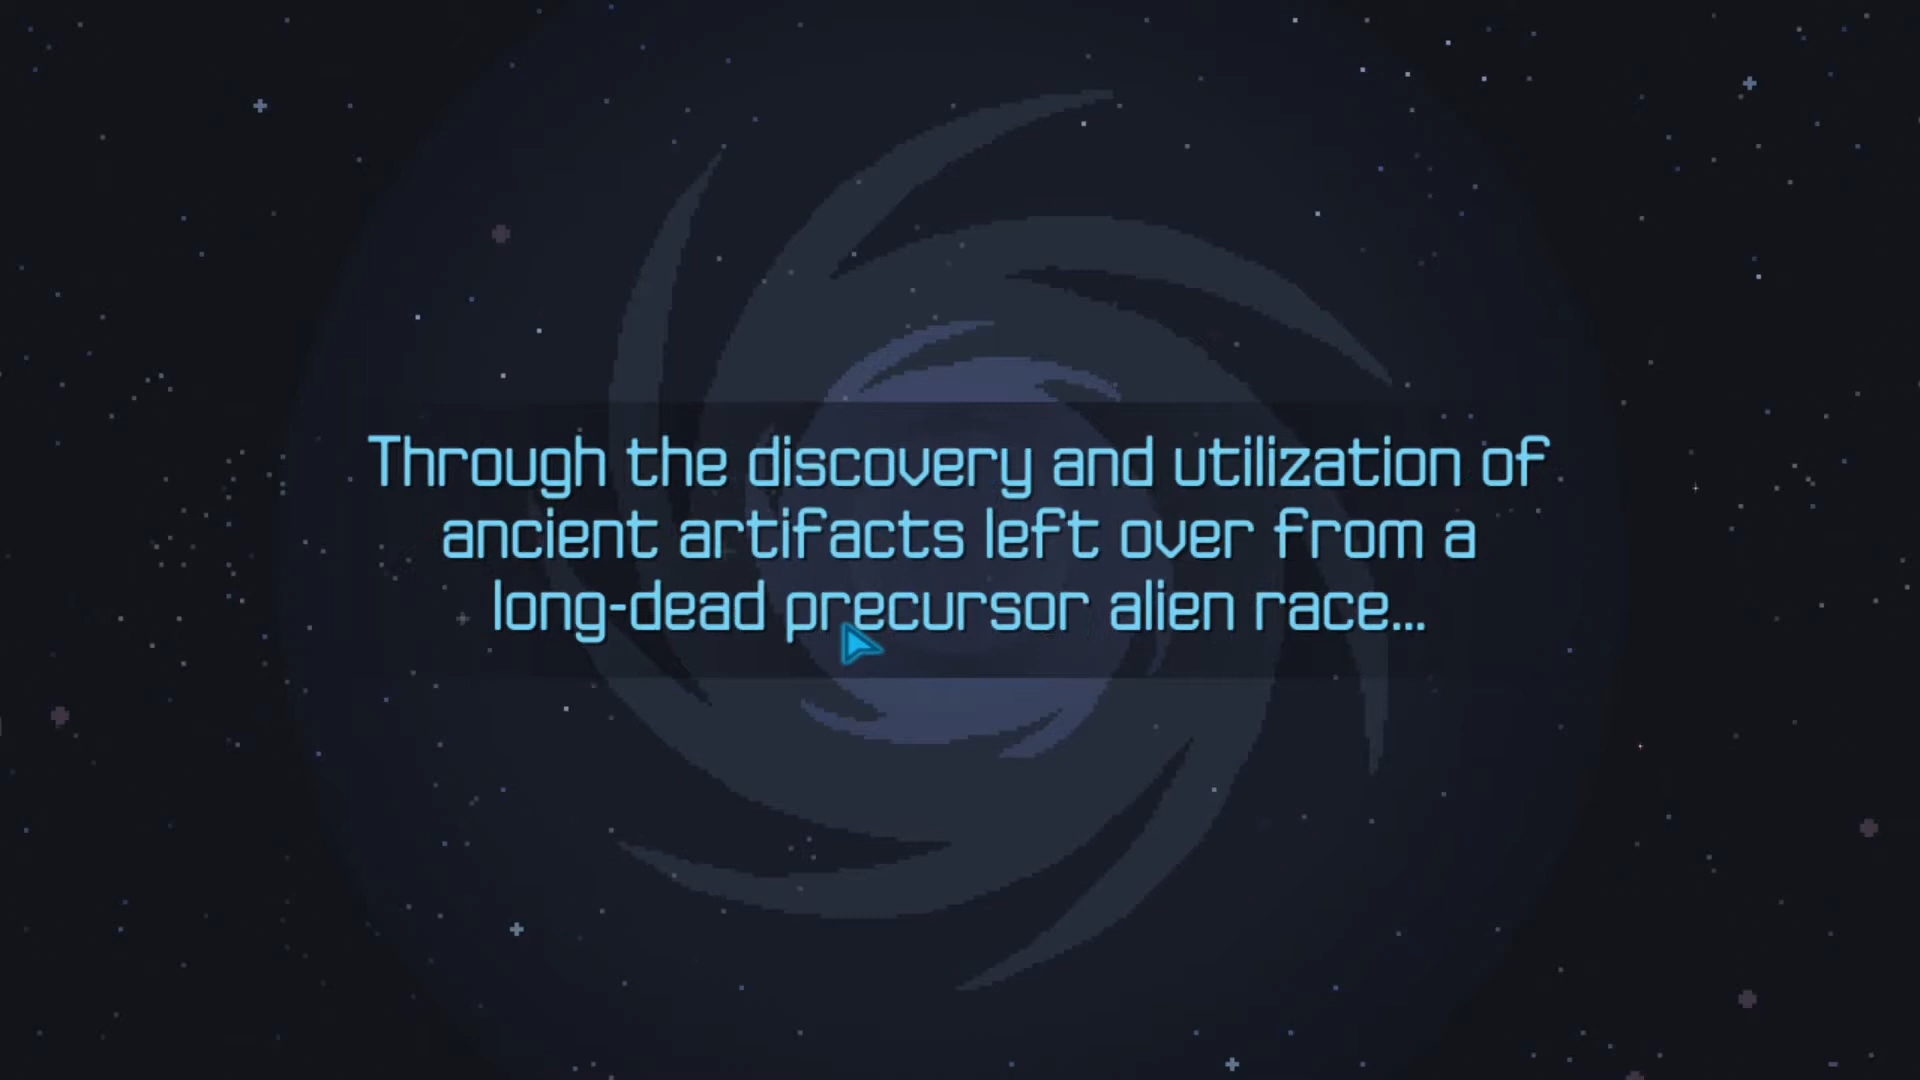 Through the discovery and utilization of
ancient artifacts left over from a
long-dead precursor alien race...